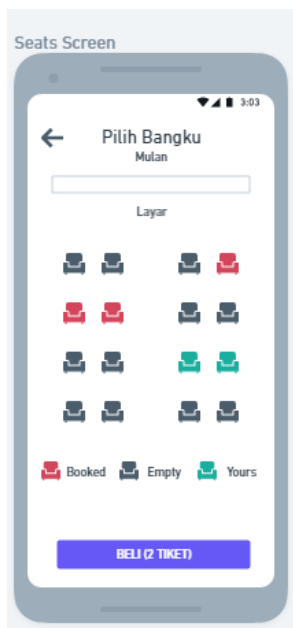 Seats Screen
3:03
Pilih Bangku
Mulan
Layar
Booked Empty Yours
BELI (2 TIKET)